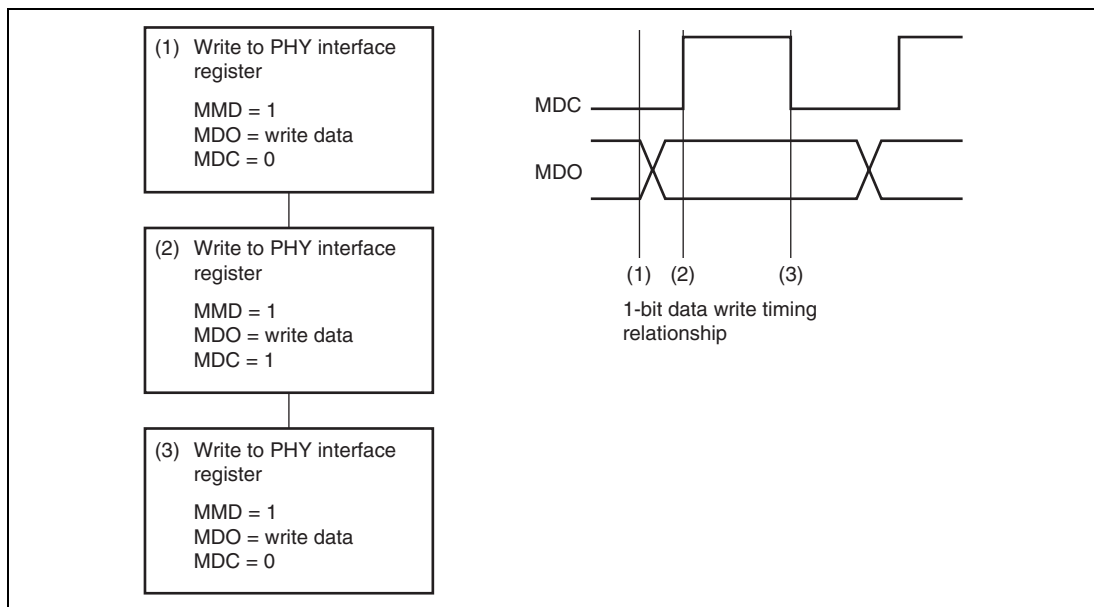 (1) Write to PHY interface
register
MMD = 1
MDO = write data
MDC = 0
(2) Write to PHY interface
register
MMD = 1
MDO = write data
MDC = 1
(3) Write to PHY interface
register
MMD = 1
MDO = write data
MDC = 0
MDC
MDO
(1) (2) (3)
1-bit data write timing
relationship